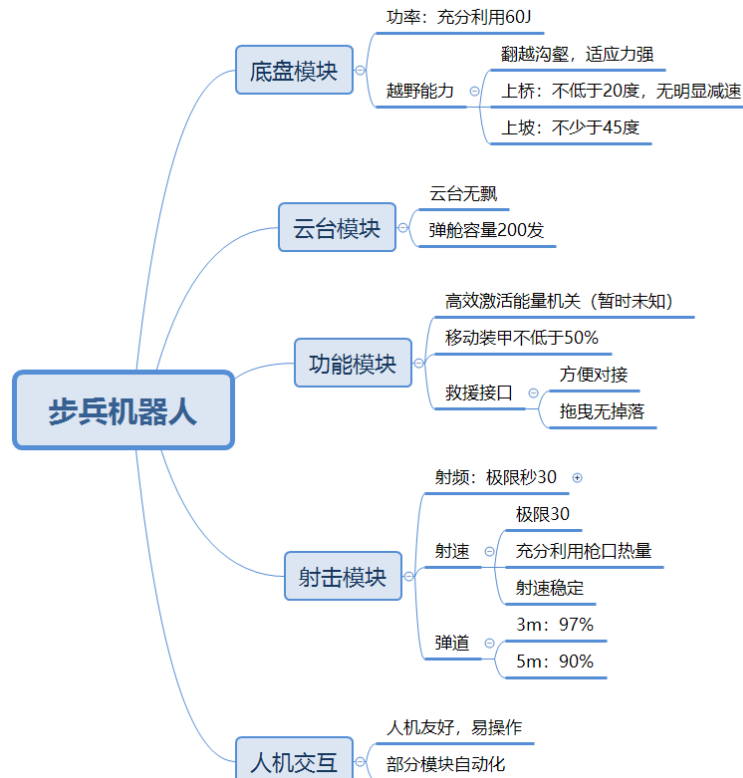 步兵机器人
底盘模块
功率：充分利用60J
越野能力
翻越沟壑，适应力强
上桥：不低于20度，无明显减速
上坡：不少于45度
云台模块
云台无飘
弹舱容量200发
功能模块
高效激活能量机关（暂时未知）
移动装甲不低于50%
救援接口
方便对接
拖曳无掉落
射击模块
射频：极限秒30
射速
极限30
充分利用枪口热量
射速稳定
弹道
3m：97%
5m：90%
人机交互
人机友好，易操作
部分模块自动化